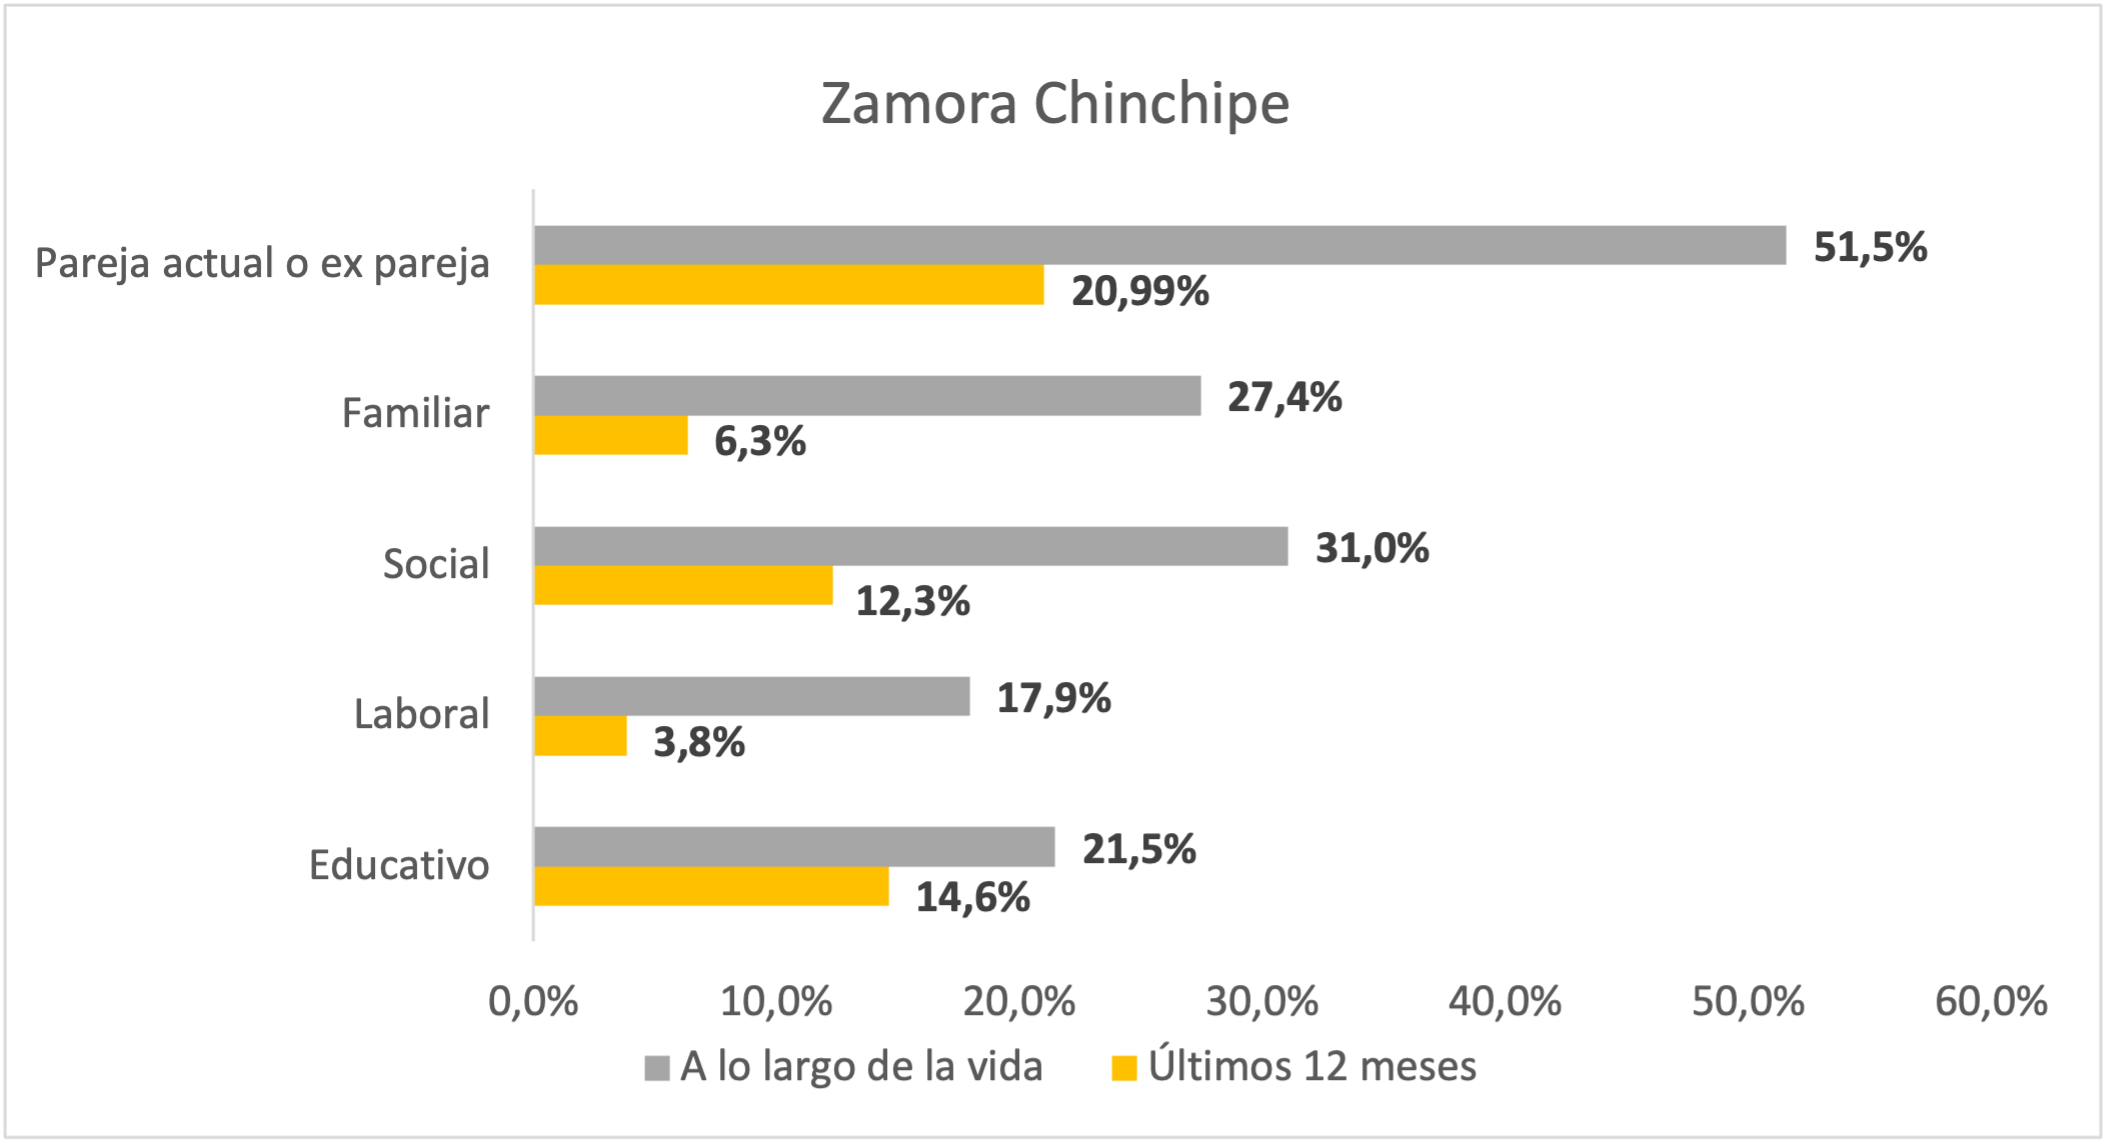 Zamora Chinchipe
Pareja actual o ex pareja
51,5%
20,99%
Familiar
27,4%
6,3%
Social
31,0%
12,3%
Laboral
17,9%
3,8%
Educativo
21,5%
14,6%
0,0% 10,0% 20,0% 30,0% 40,0% 50,0% 60,0%
A lo largo de la vida Últimos 12 meses